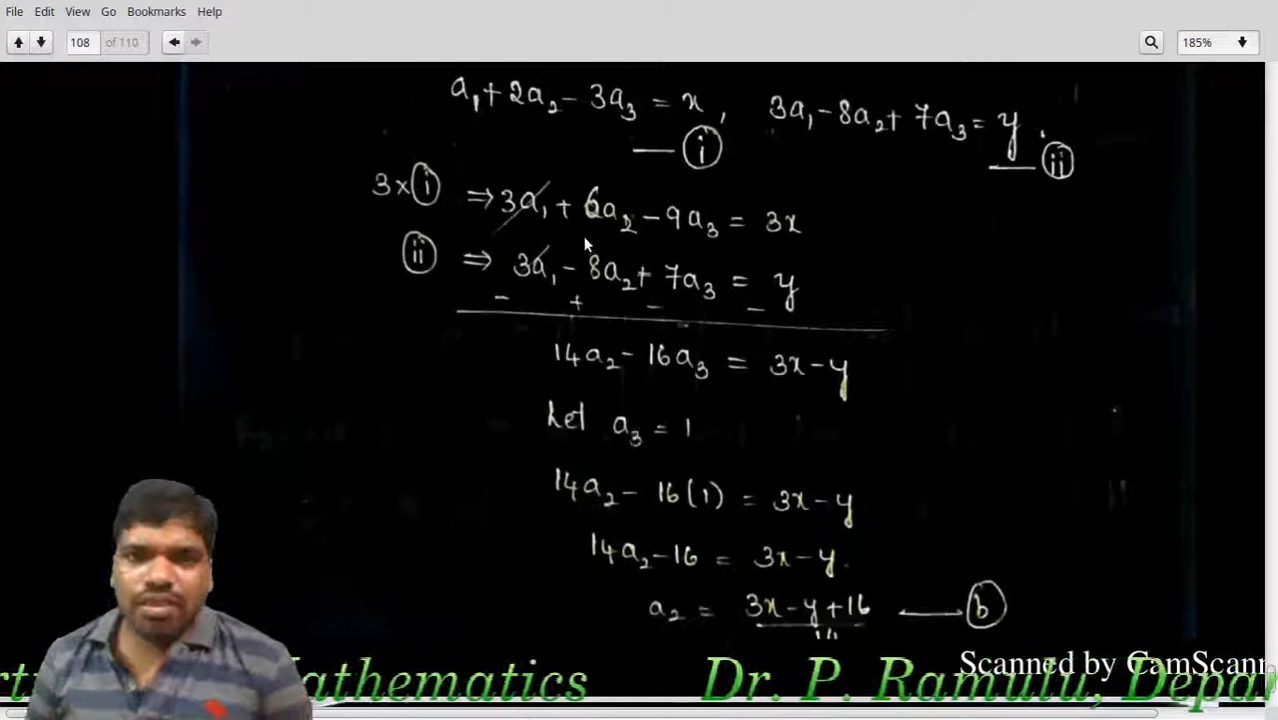 File Edit View Go Bookmarks Help
108 of 110 185%
a₁ + 2a₂ - 3a₃ = x, 3a₁ - 8a₂ + 7a₃ = y.
— (i) — (ii)
3×(i) ⇒ 3a₁ + 6a₂ - 9a₃ = 3x
(ii) ⇒ 3a₁ - 8a₂ + 7a₃ = y
- + - -
14a₂ - 16a₃ = 3x - y
Let a₃ = 1
14a₂ - 16(1) = 3x - y
14a₂ - 16 = 3x - y.
a₂ = 3x - y + 16 — (b)
14
Scanned by CamScann
Dr. P. Ramulu, Depar